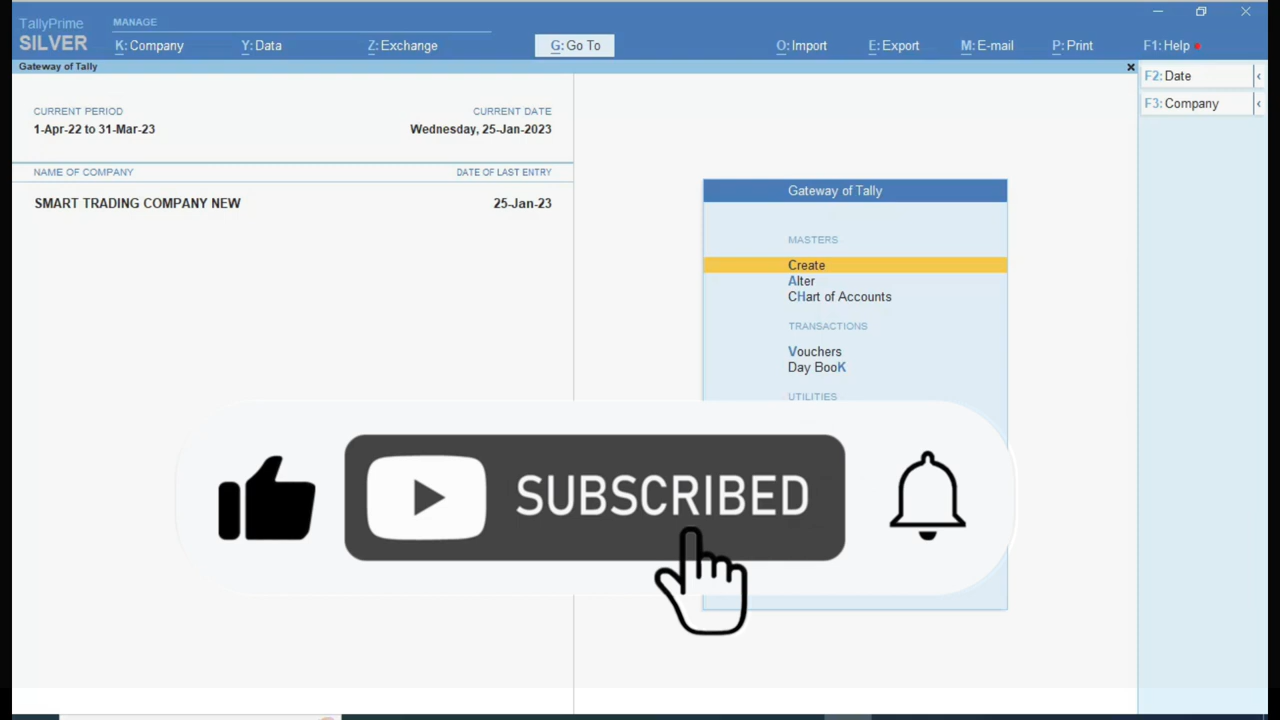 TallyPrime
SILVER
MANAGE
K: Company
Y: Data
Z: Exchange
G: Go To
O: Import
E: Export
M: E-mail
P: Print
F1: Help
Gateway of Tally
F2: Date
F3: Company
CURRENT PERIOD
CURRENT DATE
1-Apr-22 to 31-Mar-23
Wednesday, 25-Jan-2023
NAME OF COMPANY
DATE OF LAST ENTRY
SMART TRADING COMPANY NEW
25-Jan-23
Gateway of Tally
MASTERS
Create
Alter
CHart of Accounts
TRANSACTIONS
Vouchers
Day BooK
UTILITIES
SUBSCRIBED